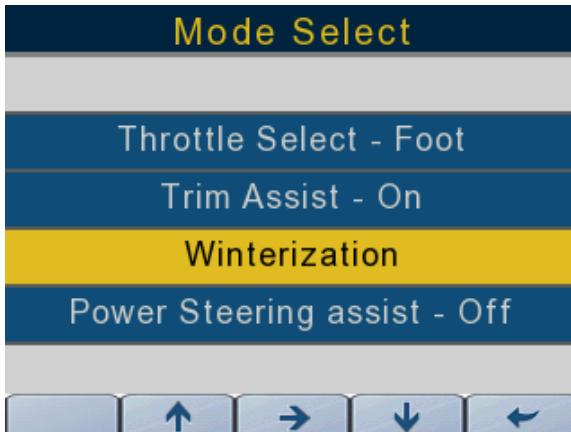 Mode Select
Throttle Select - Foot
Trim Assist - On
Winterization
Power Steering assist - Off